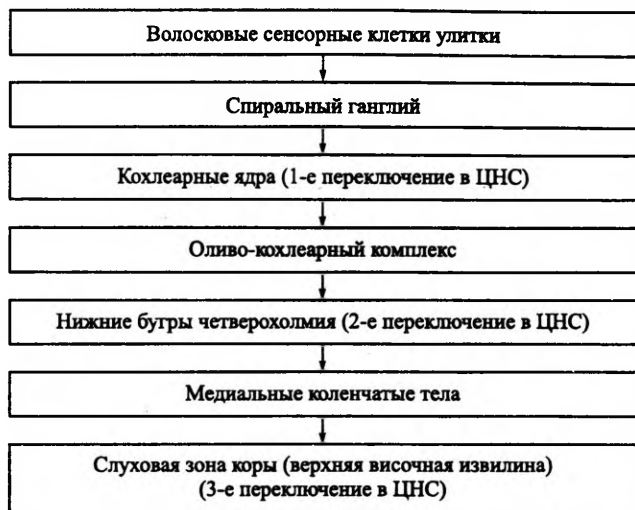 Волосковые сенсорные клетки улитки
Спиральный ганглий
Кохлеарные ядра (1-е переключение в ЦНС)
Оливо-кохлеарный комплекс
Нижние бугры четверохолмия (2-е переключение в ЦНС)
Медиальные коленчатые тела
Слуховая зона коры (верхняя височная извилина)
(3-е переключение в ЦНС)